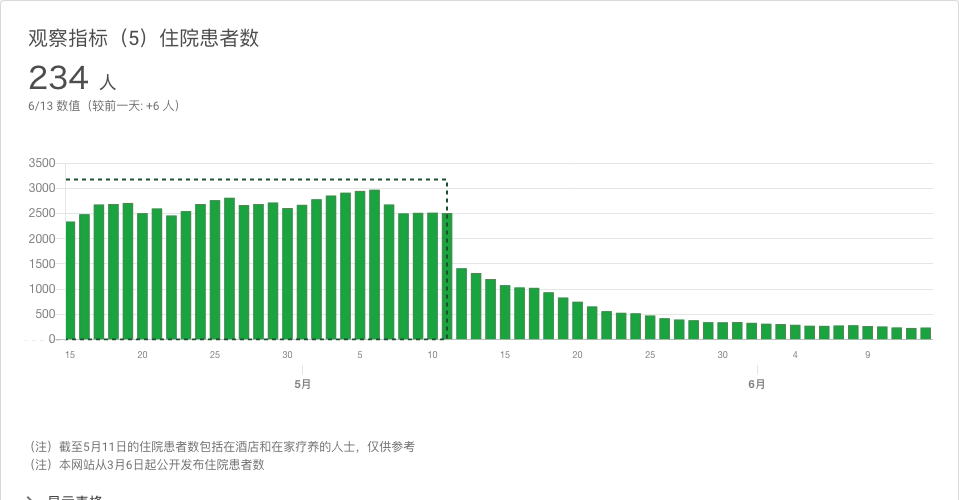 观察指标（5）住院患者数
234 人
6/13 数值（较前一天: +6 人）
3500
3000
2500
2000
1500
1000
500
0
15 20 25 30 5 10 15 20 25 30 4 9
5月 6月
（注）截至5月11日的住院患者数包括在酒店和在家疗养的人士，仅供参考
（注）本网站从3月6日起公开发布住院患者数